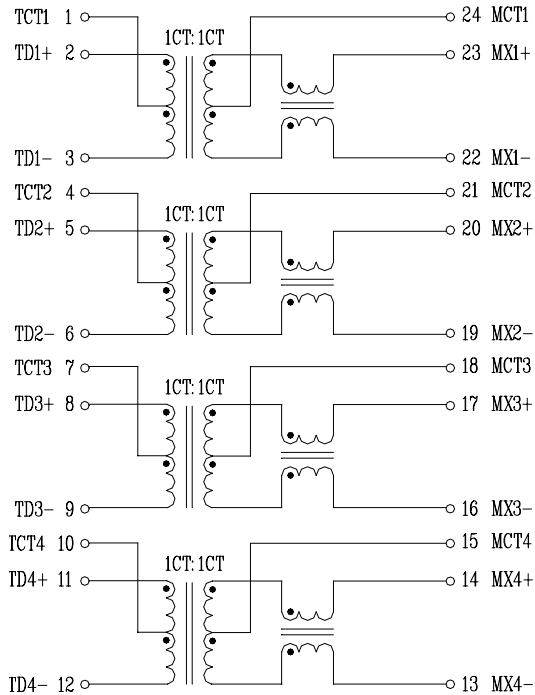 TCT1 1 24 MCT1
1CT:1CT
TD1+ 2 23 MX1+
TD1- 3 22 MX1-
TCT2 4 21 MCT2
1CT:1CT
TD2+ 5 20 MX2+
TD2- 6 19 MX2-
TCT3 7 18 MCT3
1CT:1CT
TD3+ 8 17 MX3+
TD3- 9 16 MX3-
TCT4 10 15 MCT4
1CT:1CT
TD4+ 11 14 MX4+
TD4- 12 13 MX4-